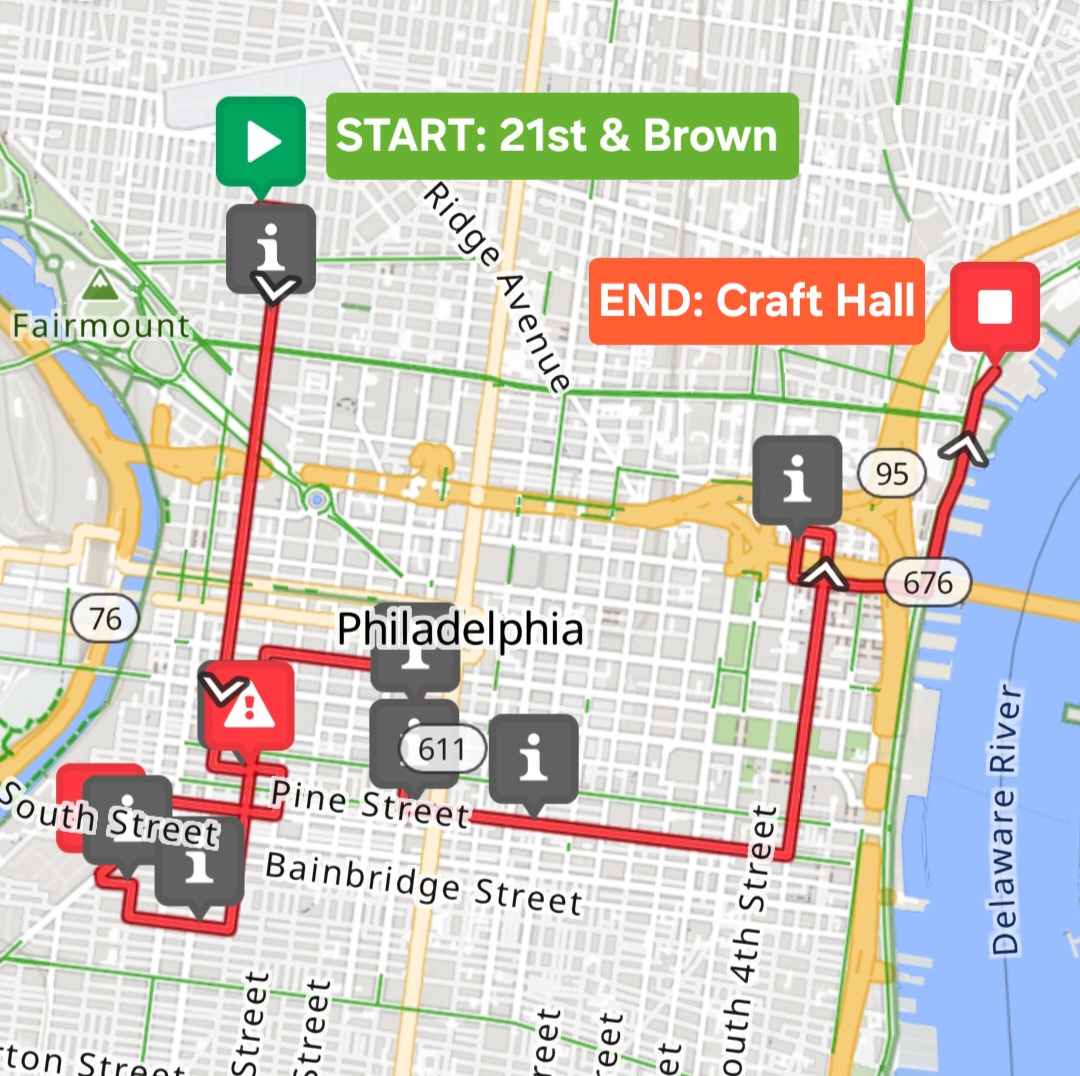 START: 21st & Brown
Ridge Avenue
END: Craft Hall
Fairmount
95
676
76
Philadelphia
611
Pine Street
South Street
Bainbridge Street
South 4th Street
Delaware River
Street
Street